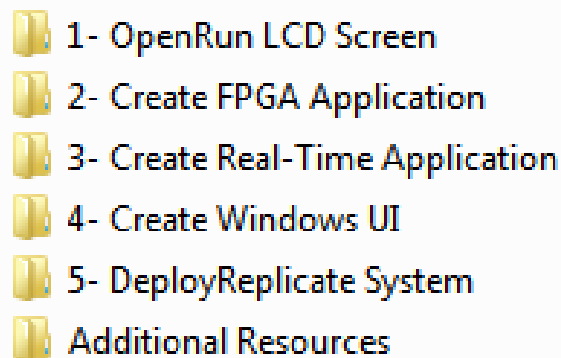 1- OpenRun LCD Screen
2- Create FPGA Application
3- Create Real-Time Application
4- Create Windows UI
5- DeployReplicate System
Additional Resources